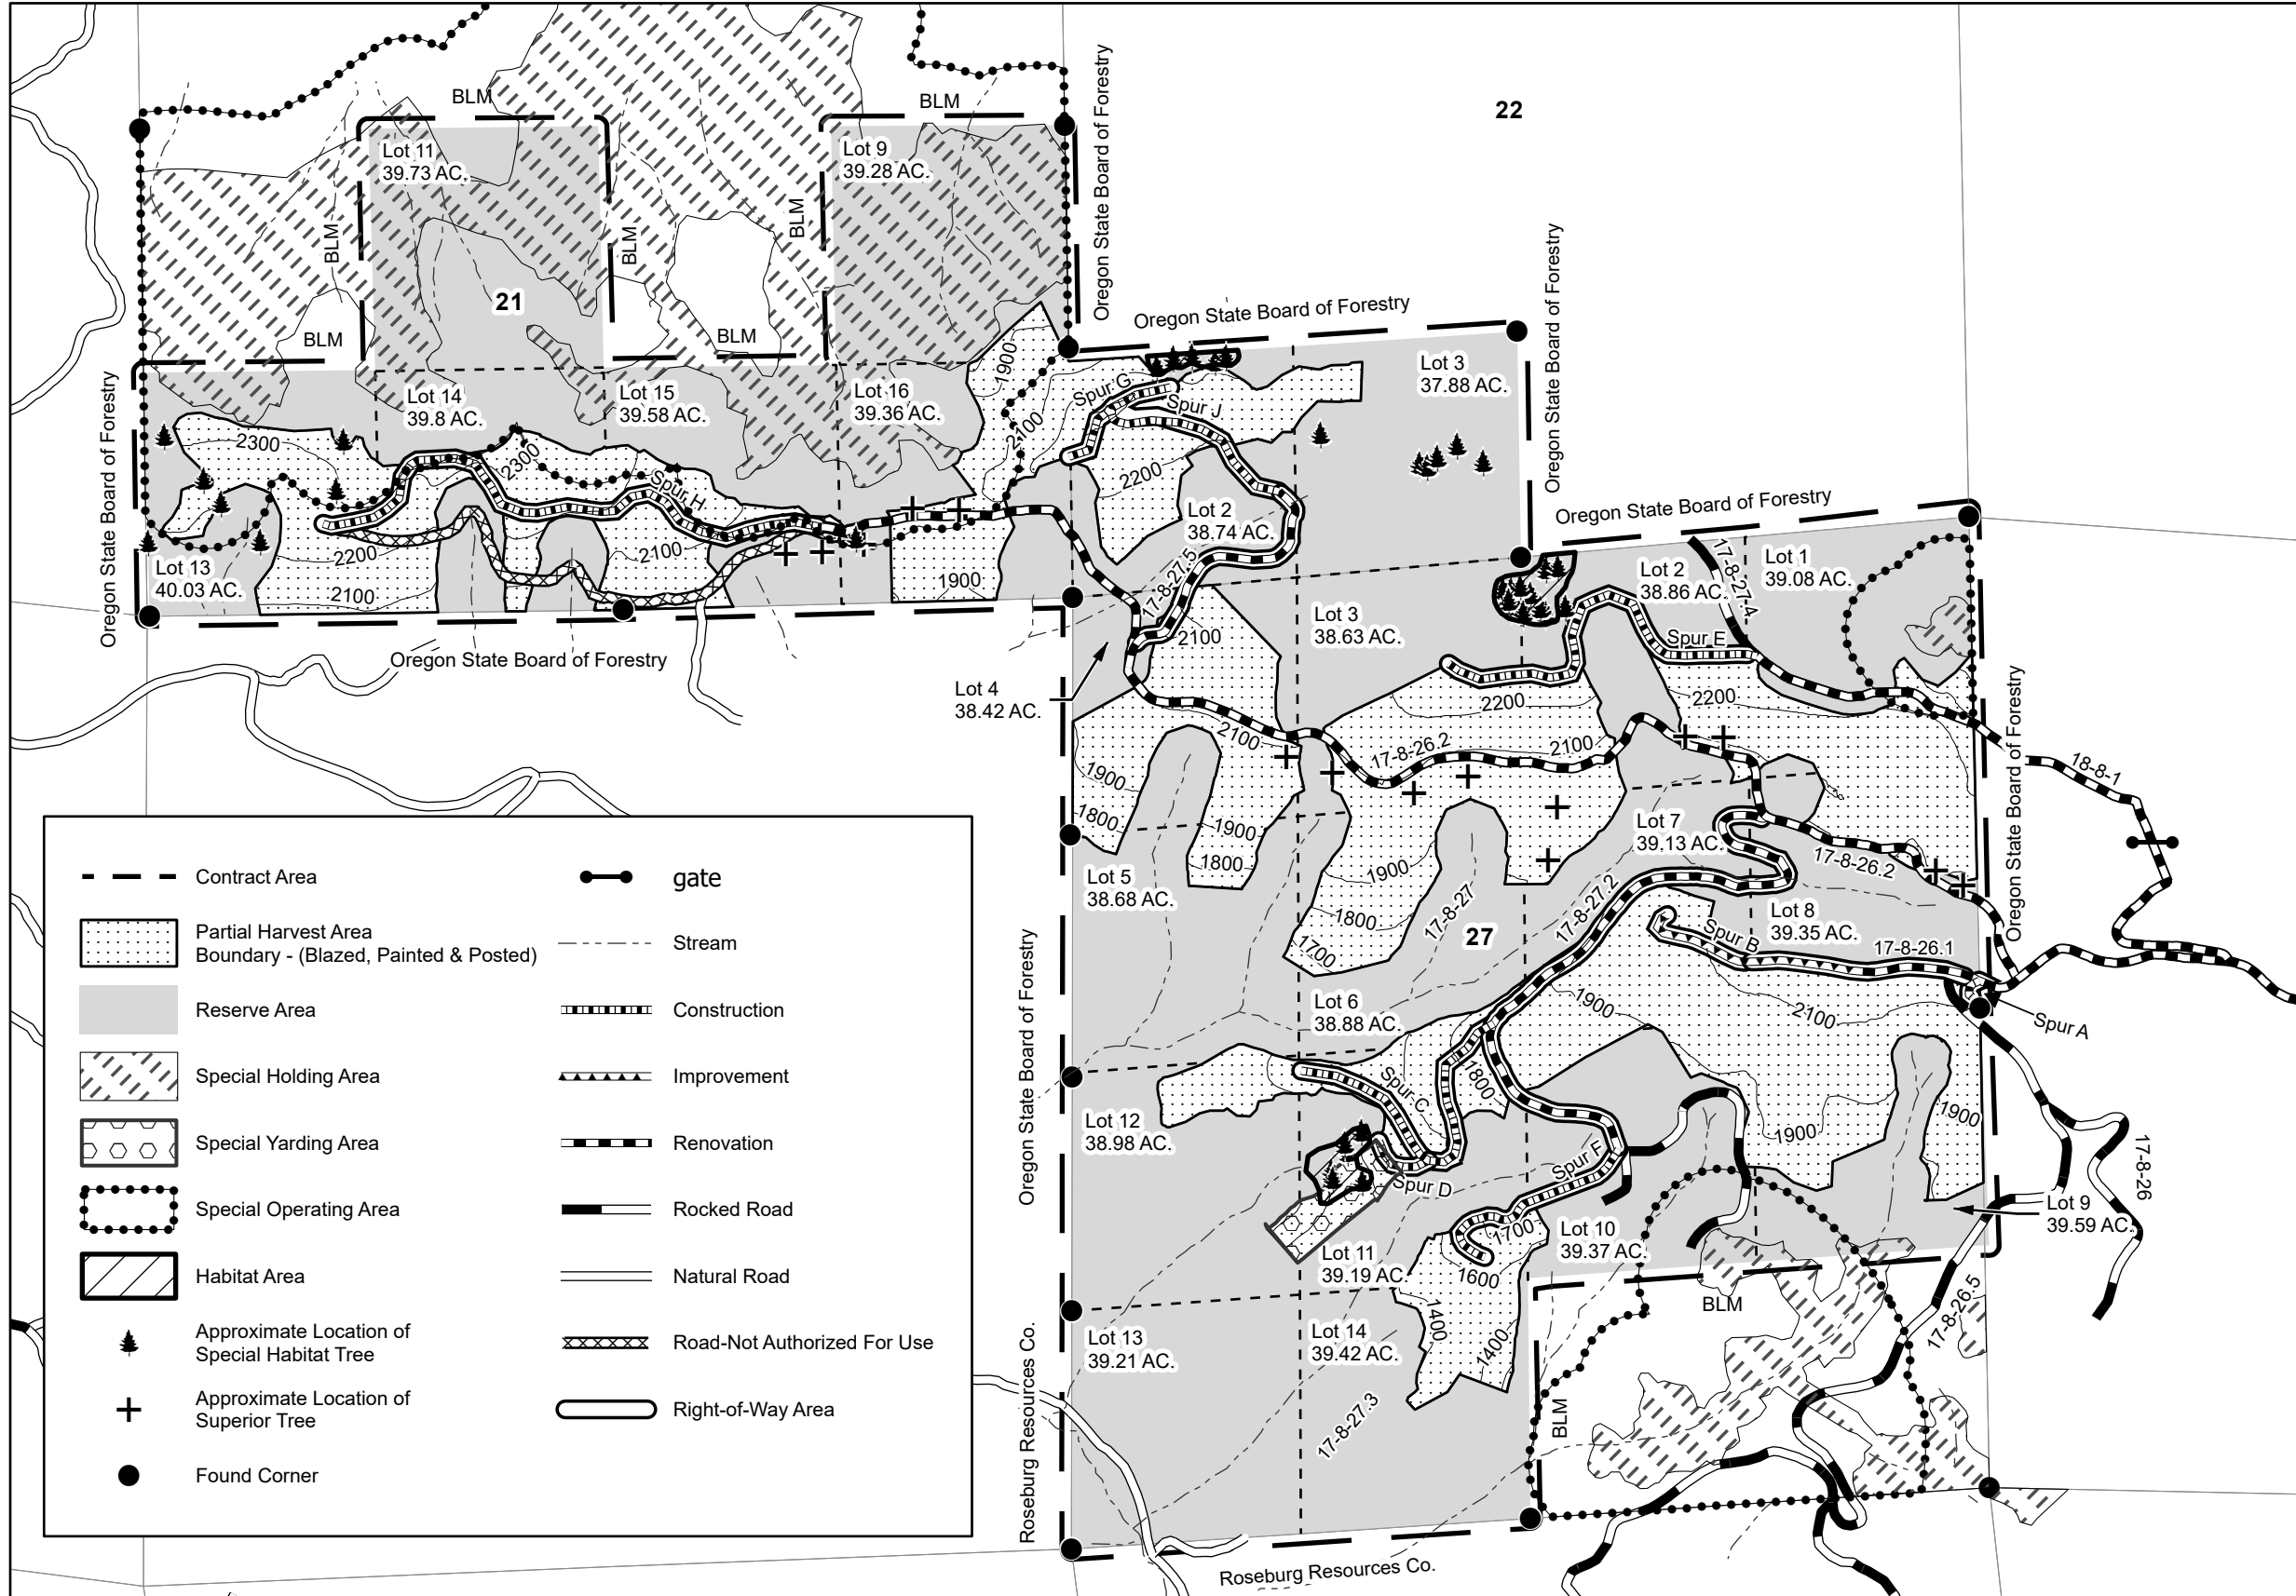 BLM
BLM
22
Oregon State Board of Forestry
Lot 11
39.73 AC.
Lot 9
39.28 AC.
BLM
BLM
BLM
21
BLM
BLM
Oregon State Board of Forestry
Oregon State Board of Forestry
Lot 3
37.88 AC.
1900
Spur G
Spur J
Lot 14
39.8 AC.
Lot 15
39.58 AC.
Lot 16
39.36 AC.
2100
2300
2300
Spur H
2200
Oregon State Board of Forestry
Lot 2
38.74 AC.
Oregon State Board of Forestry
17-8-27.4
Lot 1
39.08 AC.
Lot 2
38.86 AC.
2200
2100
2100
1900
Lot 13
40.03 AC.
17-8-27.5
Lot 3
38.63 AC.
2100
Spur E
Oregon State Board of Forestry
Lot 4
38.42 AC.
2200
2200
2100
17-8-26.2
2100
Oregon State Board of Forestry
18-8-1
1900
1800
1900
1800
Lot 7
39.13 AC.
17-8-26.2
Lot 5
38.68 AC.
1900
1800
1700
17-8-27
27
17-8-27.2
Lot 8
39.35 AC.
Spur B
17-8-26.1
Oregon State Board of Forestry
Lot 6
38.88 AC.
1900
2100
Spur A
Spur C
1800
Lot 12
38.98 AC.
1900
1900
17-8-26
Spur F
Spur D
Lot 9
39.59 AC.
1700
Lot 10
39.37 AC.
Lot 11
39.19 AC.
1600
BLM
1400
1400
17-8-26.5
Lot 13
39.21 AC.
Lot 14
39.42 AC.
BLM
17-8-27.3
Roseburg Resources Co.
Roseburg Resources Co.
Contract Area
Partial Harvest Area
Boundary - (Blazed, Painted & Posted)
Reserve Area
Special Holding Area
Special Yarding Area
Special Operating Area
Habitat Area
Approximate Location of
Special Habitat Tree
Approximate Location of
Superior Tree
Found Corner
gate
Stream
Construction
Improvement
Renovation
Rocked Road
Natural Road
Road-Not Authorized For Use
Right-of-Way Area